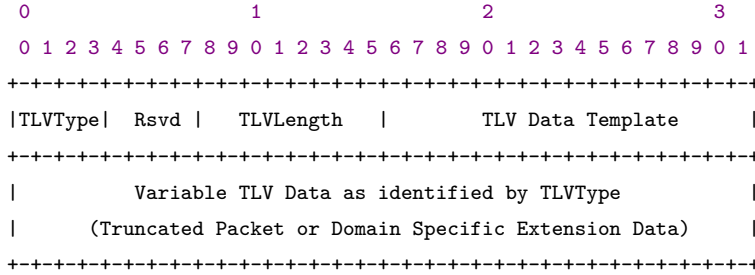 0                   1                   2                   3
0 1 2 3 4 5 6 7 8 9 0 1 2 3 4 5 6 7 8 9 0 1 2 3 4 5 6 7 8 9 0 1
+-+-+-+-+-+-+-+-+-+-+-+-+-+-+-+-+-+-+-+-+-+-+-+-+-+-+-+-+-+-+-+-+
|TLVType|  Rsvd |   TLVLength   |        TLV Data Template      |
+-+-+-+-+-+-+-+-+-+-+-+-+-+-+-+-+-+-+-+-+-+-+-+-+-+-+-+-+-+-+-+-+
|          Variable TLV Data as identified by TLVType           |
|      (Truncated Packet or Domain Specific Extension Data)     |
+-+-+-+-+-+-+-+-+-+-+-+-+-+-+-+-+-+-+-+-+-+-+-+-+-+-+-+-+-+-+-+-+